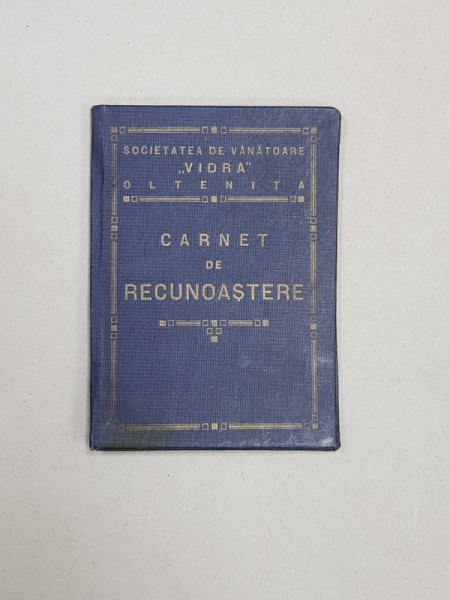 SOCIETATEA DE VÂNĂTOARE
„VIDRA"
OLTENIȚA
CARNET
DE
RECUNOAȘTERE